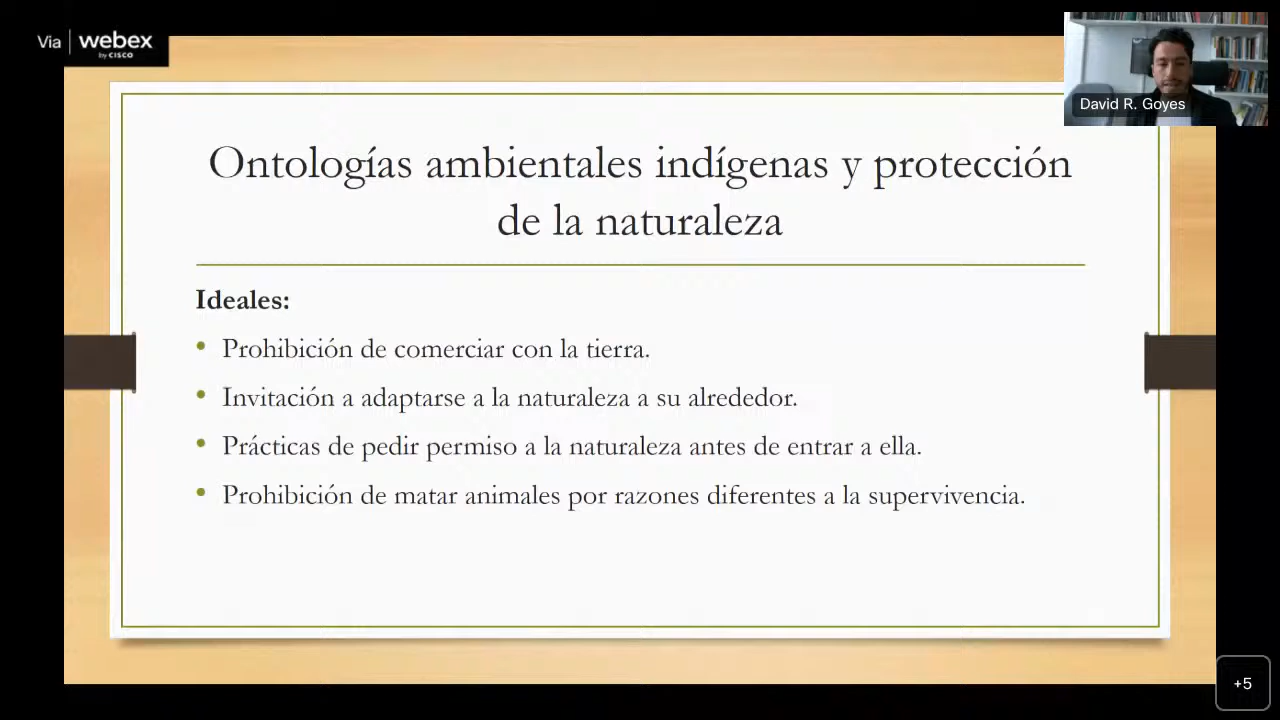 Via webex
by CISCO
David R. Goyes
Ontologías ambientales indígenas y protección
de la naturaleza
Ideales:
• Prohibición de comerciar con la tierra.
• Invitación a adaptarse a la naturaleza a su alrededor.
• Prácticas de pedir permiso a la naturaleza antes de entrar a ella.
• Prohibición de matar animales por razones diferentes a la supervivencia.
+5